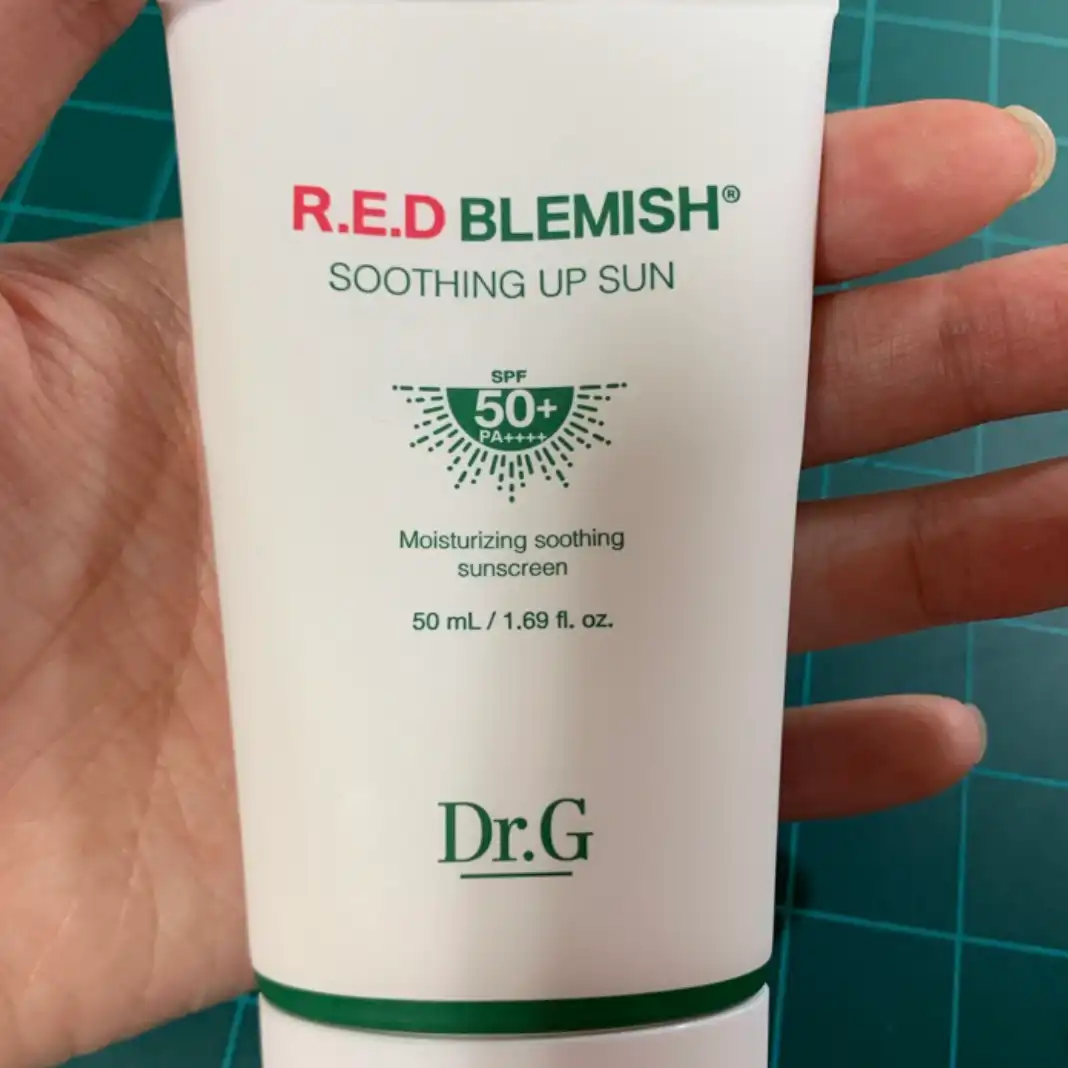 R.E.D BLEMISH®
SOOTHING UP SUN
SPF
50+
PA++++
Moisturizing soothing
sunscreen
50 mL / 1.69 fl. oz.
Dr.G